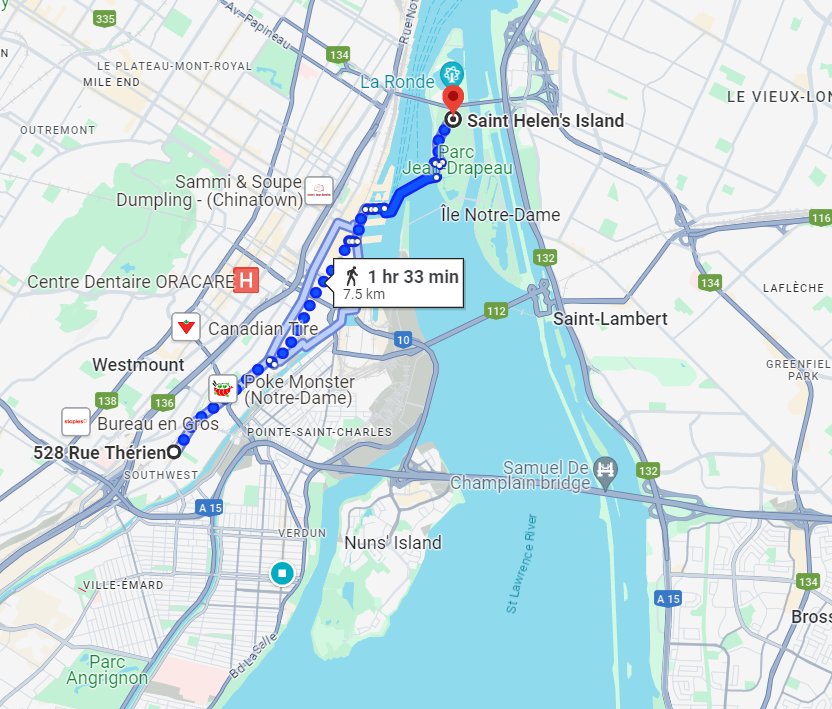 335
Av. Papineau
Rue No
134
LE PLATEAU-MONT-ROYAL
MILE END
La Ronde
LE VIEUX-LON
Saint Helen's Island
OUTREMONT
Parc
Jean-Drapeau
Sammi & Soupe
Dumpling - (Chinatown)
Île Notre-Dame
116
132
1 hr 33 min
7.5 km
Centre Dentaire ORACARE
H
134
LAFLÈCHE
112
Saint-Lambert
Canadian Tire
10
Westmount
GREENFIEL
PARK
Poke Monster
(Notre-Dame)
138
136
staples
Bureau en Gros
POINTE-SAINT-CHARLES
528 Rue Thérien
SOUTHWEST
Samuel De
Champlain bridge
132
A 15
VERDUN
Nuns' Island
St Lawrence River
VILLE-ÉMARD
134
A 15
Bross
Bd LaSalle
Parc
Angrignon